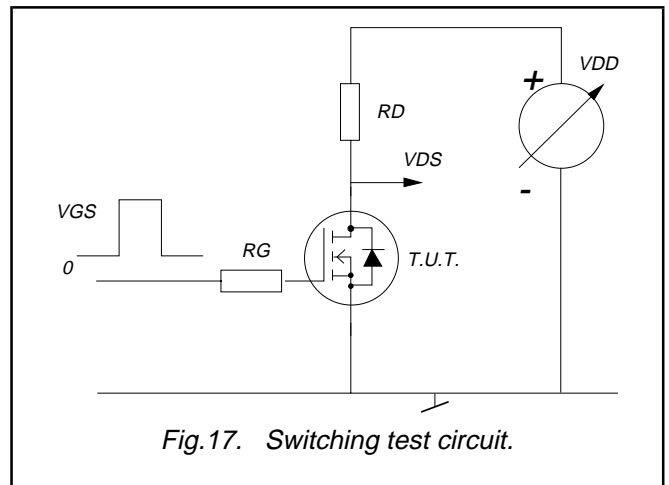 +
VDD
RD
VDS
-
VGS
RG
T.U.T.
0
Fig.17. Switching test circuit.